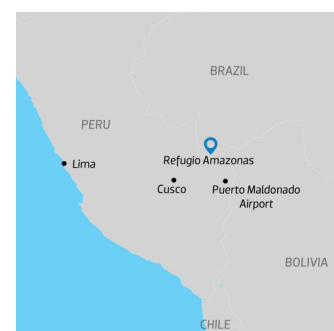 BRAZIL
PERU
Refugio Amazonas
Lima
Cusco
Puerto Maldonado
Airport
BOLIVIA
CHILE